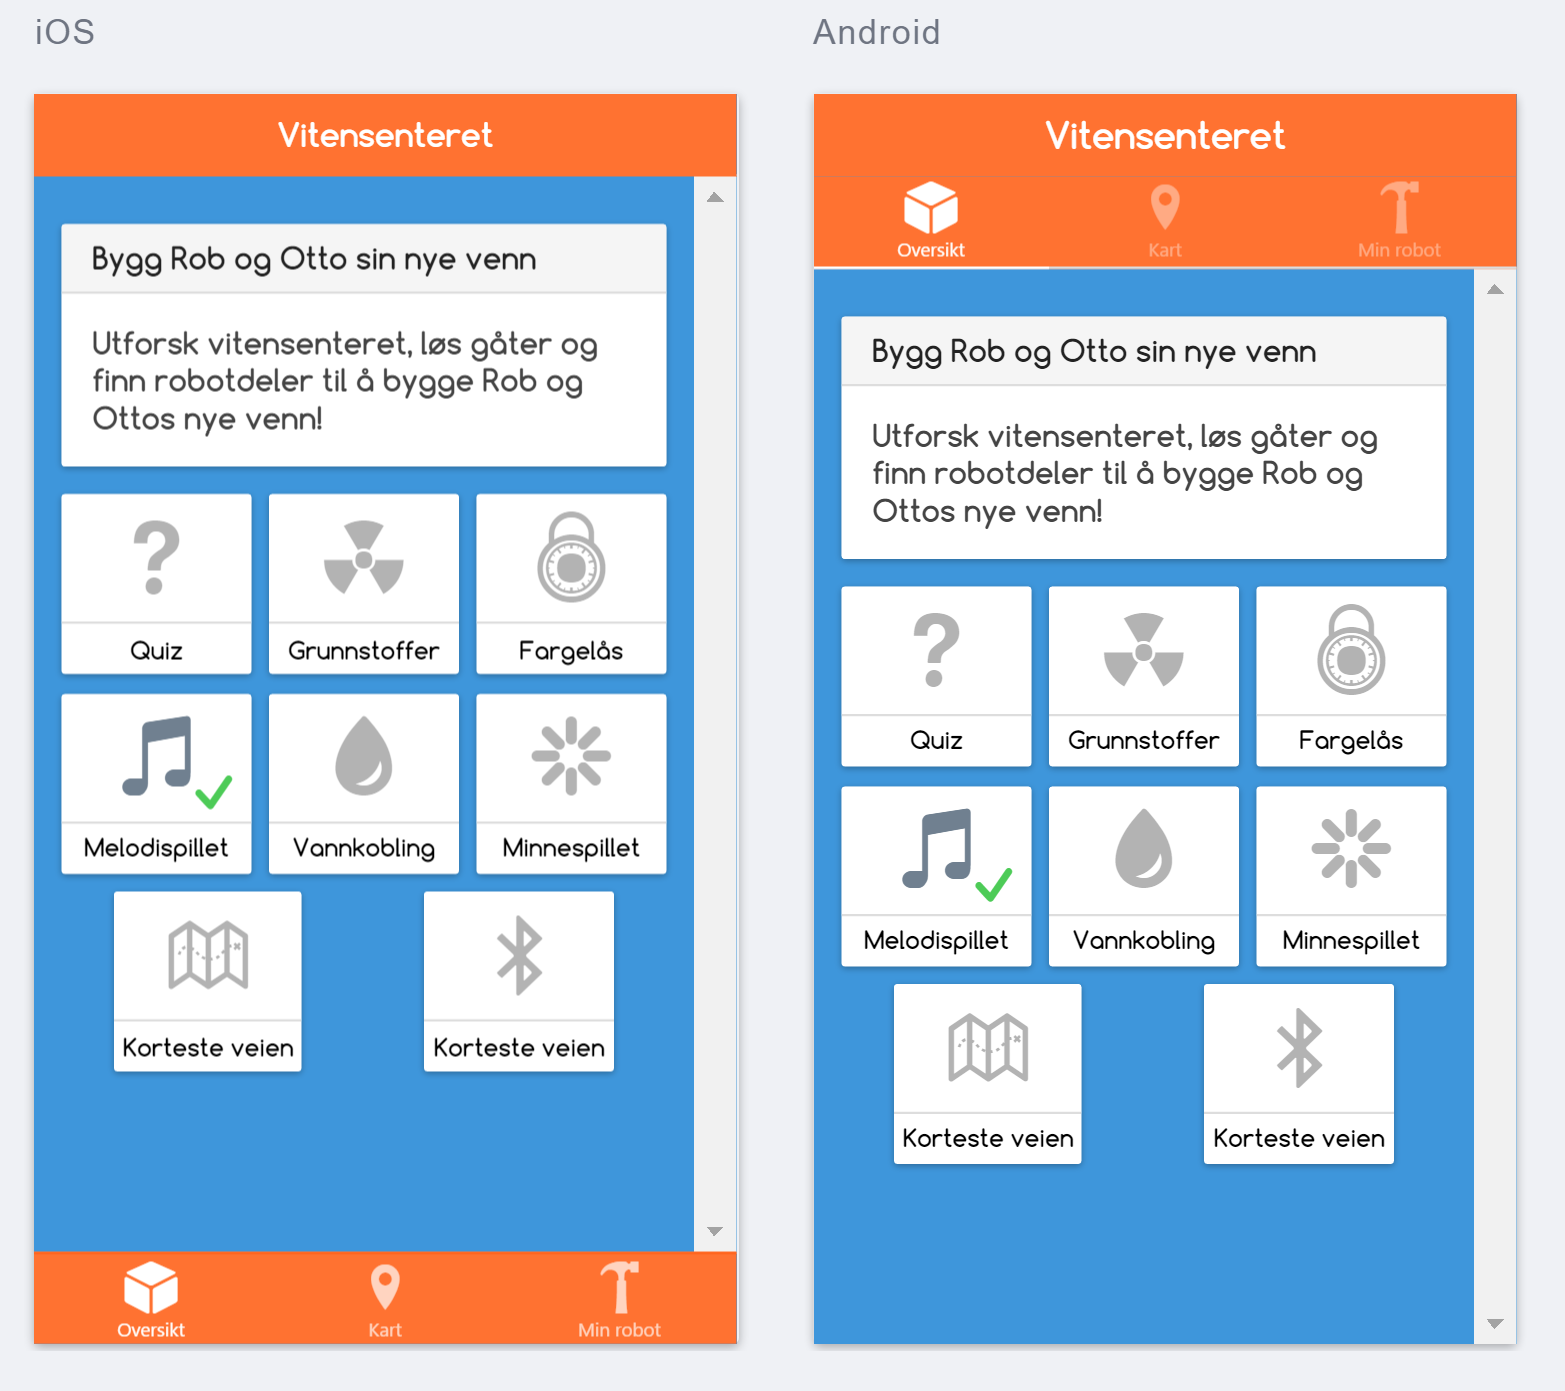 iOS
Vitensenteret
Bygg Rob og Otto sin nye venn
Utforsk vitensenteret, løs gåter og
finn robotdeler til å bygge Rob og
Ottos nye venn!
Quiz
Grunnstoffer
Fargelås
Melodispillet
Vannkobling
Minnespillet
Korteste veien
Korteste veien
Oversikt
Kart
Min robot
Android
Vitensenteret
Oversikt
Kart
Min robot
Bygg Rob og Otto sin nye venn
Utforsk vitensenteret, løs gåter og
finn robotdeler til å bygge Rob og
Ottos nye venn!
Quiz
Grunnstoffer
Fargelås
Melodispillet
Vannkobling
Minnespillet
Korteste veien
Korteste veien